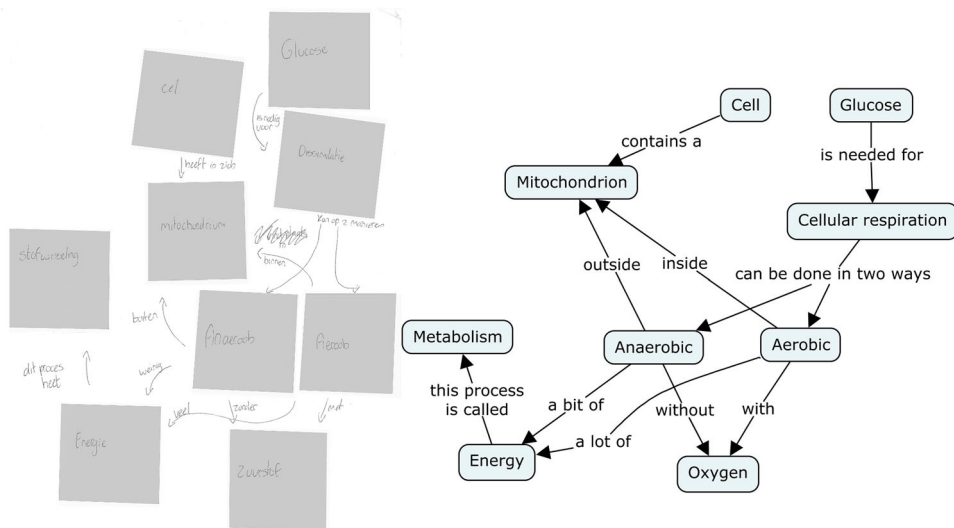 Glucose
cel
is nodig
voor
Dissimilatie
heeft in zich
mitochondrium
Kan op 2 manieren
binnen
stofwisseling
buiten
Anaeroob
Aeroob
dit proces
heet
weinig
veel
zonder
met
Energie
Zuurstof
Cell
Glucose
contains a
is needed for
Mitochondrion
Cellular respiration
outside
inside
can be done in two ways
Metabolism
Anaerobic
Aerobic
this process
is called
a bit of
without
with
a lot of
Energy
Oxygen